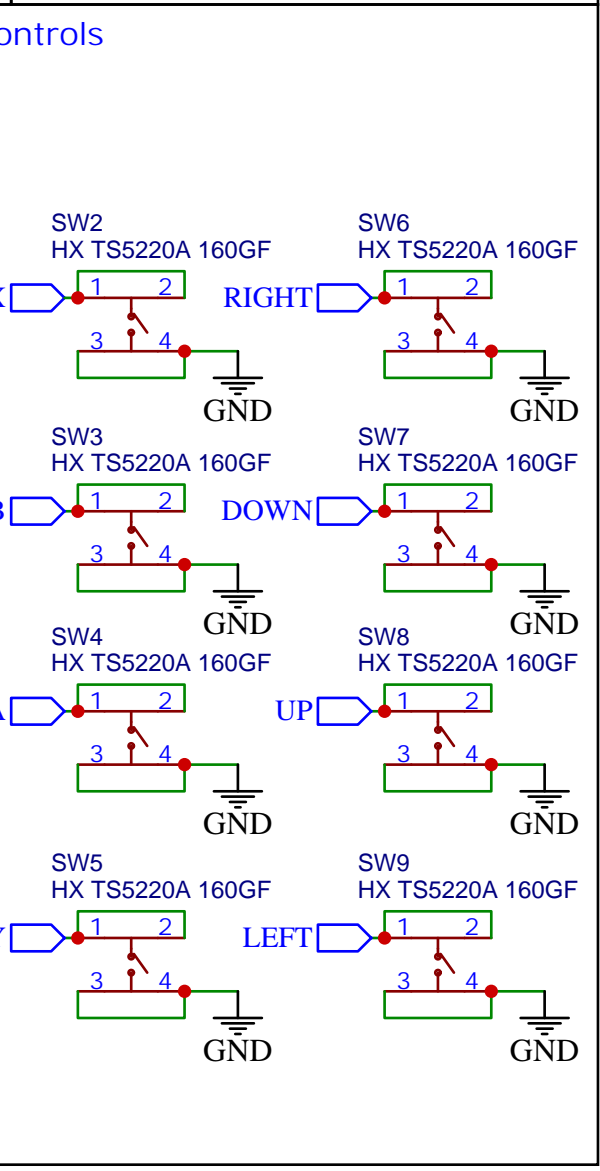 ontrols
SW2
HX TS5220A 160GF
X
1 2
3 4
GND
SW6
HX TS5220A 160GF
RIGHT
1 2
3 4
GND
SW3
HX TS5220A 160GF
B
1 2
3 4
GND
SW7
HX TS5220A 160GF
DOWN
1 2
3 4
GND
SW4
HX TS5220A 160GF
A
1 2
3 4
GND
SW8
HX TS5220A 160GF
UP
1 2
3 4
GND
SW5
HX TS5220A 160GF
Y
1 2
3 4
GND
SW9
HX TS5220A 160GF
LEFT
1 2
3 4
GND